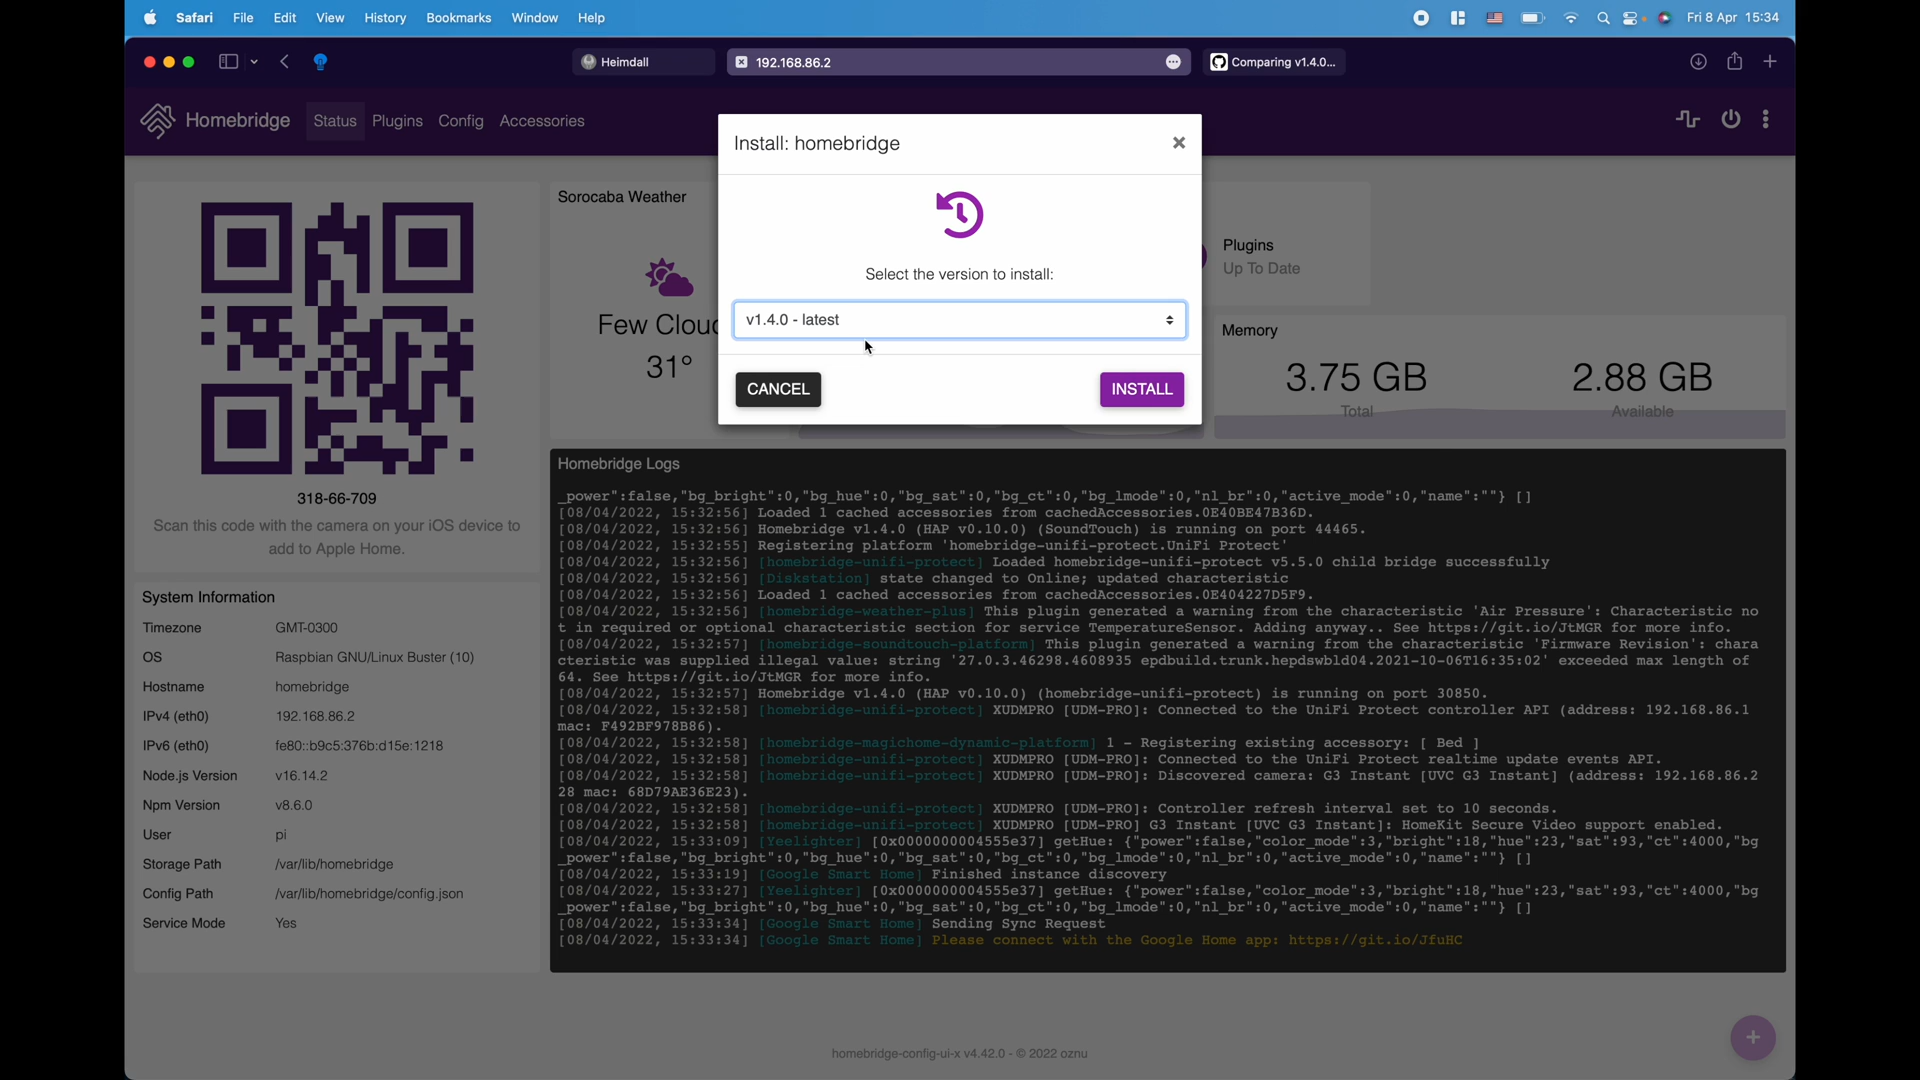 Safari File Edit View History Bookmarks Window Help Fri 8 Apr 15:34
Heimdall 192.168.86.2 Comparing v1.4.0...
Homebridge Status Plugins Config Accessories
Install: homebridge
Select the version to install:
v1.4.0 - latest
CANCEL INSTALL
318-66-709
Scan this code with the camera on your iOS device to
add to Apple Home.
Sorocaba Weather
Few Clou
31°
Plugins
Up To Date
Memory
3.75 GB 2.88 GB
Total Available
System Information
Timezone GMT-0300
OS Raspbian GNU/Linux Buster (10)
Hostname homebridge
IPv4 (eth0) 192.168.86.2
IPv6 (eth0) fe80::b9c5:376b:d15e:1218
Node.js Version v16.14.2
Npm Version v8.6.0
User pi
Storage Path /var/lib/homebridge
Config Path /var/lib/homebridge/config.json
Service Mode Yes
Homebridge Logs
_power":false,"bg_bright":0,"bg_hue":0,"bg_sat":0,"bg_ct":0,"bg_lmode":0,"nl_br":0,"active_mode":0,"name":""} []
[08/04/2022, 15:32:56] Loaded 1 cached accessories from cachedAccessories.0E40BE47B36D.
[08/04/2022, 15:32:56] Homebridge v1.4.0 (HAP v0.10.0) (SoundTouch) is running on port 44465.
[08/04/2022, 15:32:55] Registering platform 'homebridge-unifi-protect.UniFi Protect'
[08/04/2022, 15:32:56] [homebridge-unifi-protect] Loaded homebridge-unifi-protect v5.5.0 child bridge successfully
[08/04/2022, 15:32:56] [Diskstation] state changed to Online; updated characteristic
[08/04/2022, 15:32:56] Loaded 1 cached accessories from cachedAccessories.0E404227D5F9.
[08/04/2022, 15:32:56] [homebridge-weather-plus] This plugin generated a warning from the characteristic 'Air Pressure': Characteristic no
t in required or optional characteristic section for service TemperatureSensor. Adding anyway.. See https://git.io/JtMGR for more info.
[08/04/2022, 15:32:57] [homebridge-soundtouch-platform] This plugin generated a warning from the characteristic 'Firmware Revision': chara
cteristic was supplied illegal value: string '27.0.3.46298.4608935 epdbuild.trunk.hepdswbld04.2021-10-06T16:35:02' exceeded max length of
64. See https://git.io/JtMGR for more info.
[08/04/2022, 15:32:57] Homebridge v1.4.0 (HAP v0.10.0) (homebridge-unifi-protect) is running on port 30850.
[08/04/2022, 15:32:58] [homebridge-unifi-protect] XUDMPRO [UDM-PRO]: Connected to the UniFi Protect controller API (address: 192.168.86.1
mac: F492BF978B86).
[08/04/2022, 15:32:58] [homebridge-magichome-dynamic-platform] 1 - Registering existing accessory: [ Bed ]
[08/04/2022, 15:32:58] [homebridge-unifi-protect] XUDMPRO [UDM-PRO]: Connected to the UniFi Protect realtime update events API.
[08/04/2022, 15:32:58] [homebridge-unifi-protect] XUDMPRO [UDM-PRO]: Discovered camera: G3 Instant [UVC G3 Instant] (address: 192.168.86.2
28 mac: 68D79AE36E23).
[08/04/2022, 15:32:58] [homebridge-unifi-protect] XUDMPRO [UDM-PRO]: Controller refresh interval set to 10 seconds.
[08/04/2022, 15:32:58] [homebridge-unifi-protect] XUDMPRO [UDM-PRO] G3 Instant [UVC G3 Instant]: HomeKit Secure Video support enabled.
[08/04/2022, 15:33:09] [Yeelighter] [0x0000000004555e37] getHue: {"power":false,"color_mode":3,"bright":18,"hue":23,"sat":93,"ct":4000,"bg
_power":false,"bg_bright":0,"bg_hue":0,"bg_sat":0,"bg_ct":0,"bg_lmode":0,"nl_br":0,"active_mode":0,"name":""} []
[08/04/2022, 15:33:19] [Google Smart Home] Finished instance discovery
[08/04/2022, 15:33:27] [Yeelighter] [0x0000000004555e37] getHue: {"power":false,"color_mode":3,"bright":18,"hue":23,"sat":93,"ct":4000,"bg
_power":false,"bg_bright":0,"bg_hue":0,"bg_sat":0,"bg_ct":0,"bg_lmode":0,"nl_br":0,"active_mode":0,"name":""} []
[08/04/2022, 15:33:34] [Google Smart Home] Sending Sync Request
[08/04/2022, 15:33:34] [Google Smart Home] Please connect with the Google Home app: https://git.io/JfuHC
homebridge-config-ui-x v4.42.0 - © 2022 oznu